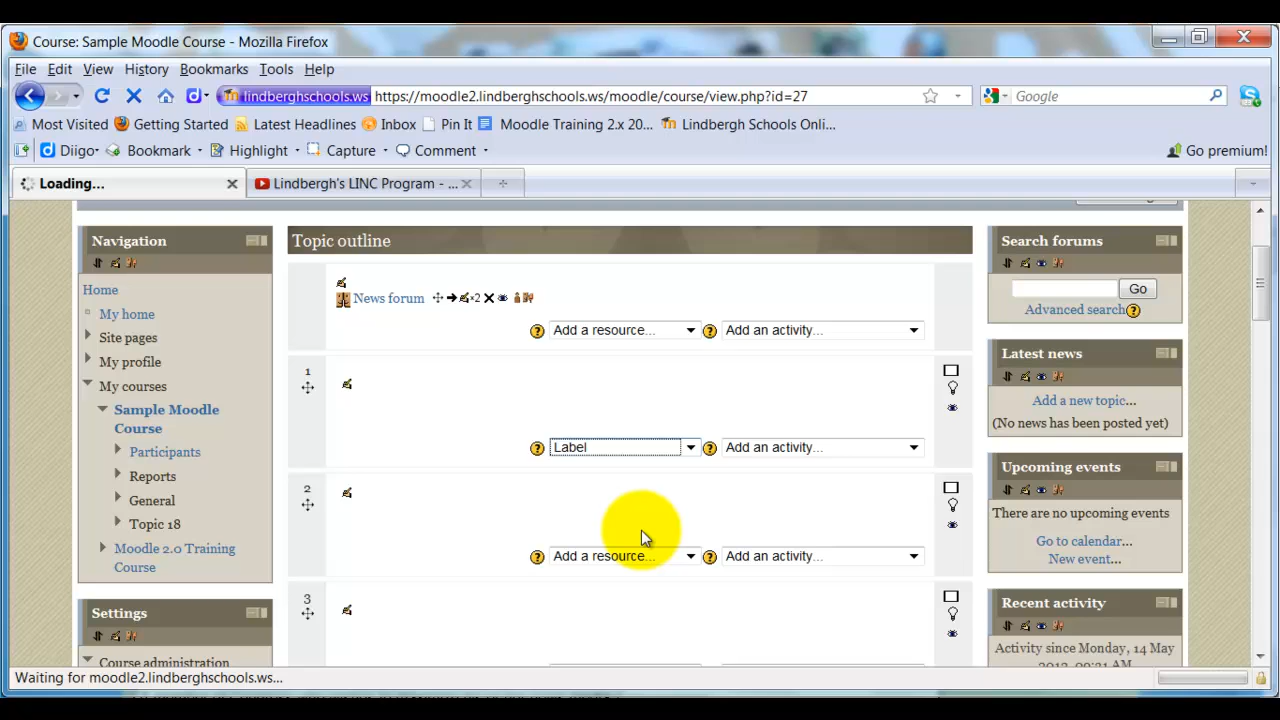 Course: Sample Moodle Course - Mozilla Firefox
File Edit View History Bookmarks Tools Help
lindberghschools.ws https://moodle2.lindberghschools.ws/moodle/course/view.php?id=27 Google
Most Visited Getting Started Latest Headlines Inbox Pin It Moodle Training 2.x 20... Lindbergh Schools Onli...
Diigo Bookmark Highlight Capture Comment Go premium!
Loading... Lindbergh's LINC Program - ...
Navigation
Home
My home
Site pages
My profile
My courses
Sample Moodle
Course
Participants
Reports
General
Topic 18
Moodle 2.0 Training
Course
Settings
Course administration
Topic outline
News forum ×2
Add a resource... Add an activity...
1
Label Add an activity...
2
Add a resource... Add an activity...
3
Search forums
Go
Advanced search
Latest news
Add a new topic...
(No news has been posted yet)
Upcoming events
There are no upcoming events
Go to calendar...
New event...
Recent activity
Activity since Monday, 14 May
Waiting for moodle2.lindberghschools.ws...